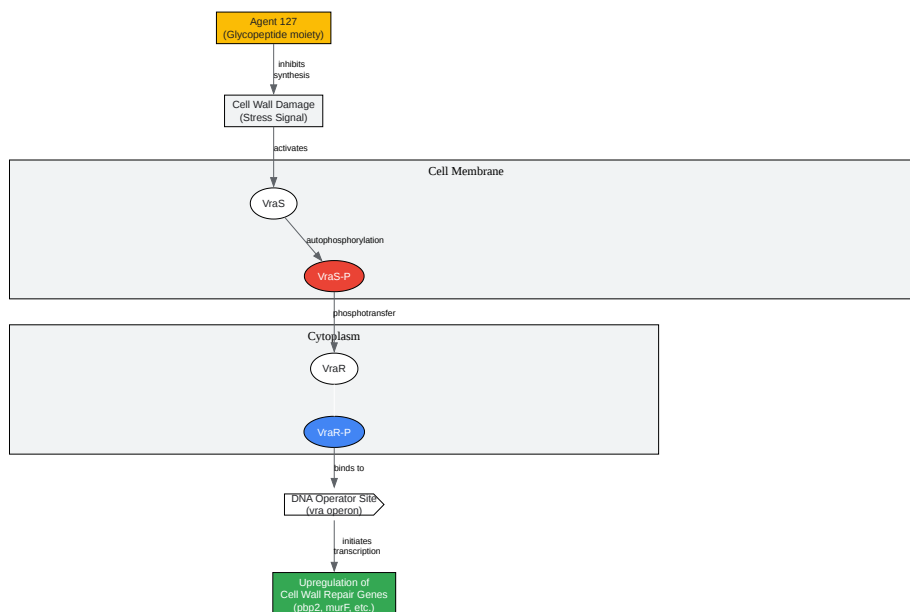 Agent 127
(Glycopeptide moiety)
inhibits
synthesis
Cell Wall Damage
(Stress Signal)
activates
Cell Membrane
VraS
autophosphorylation
VraS-P
phosphotransfer
Cytoplasm
VraR
VraR-P
binds to
DNA Operator Site
(vra operon)
initiates
transcription
Upregulation of
Cell Wall Repair Genes
(pbp2, murF, etc.)